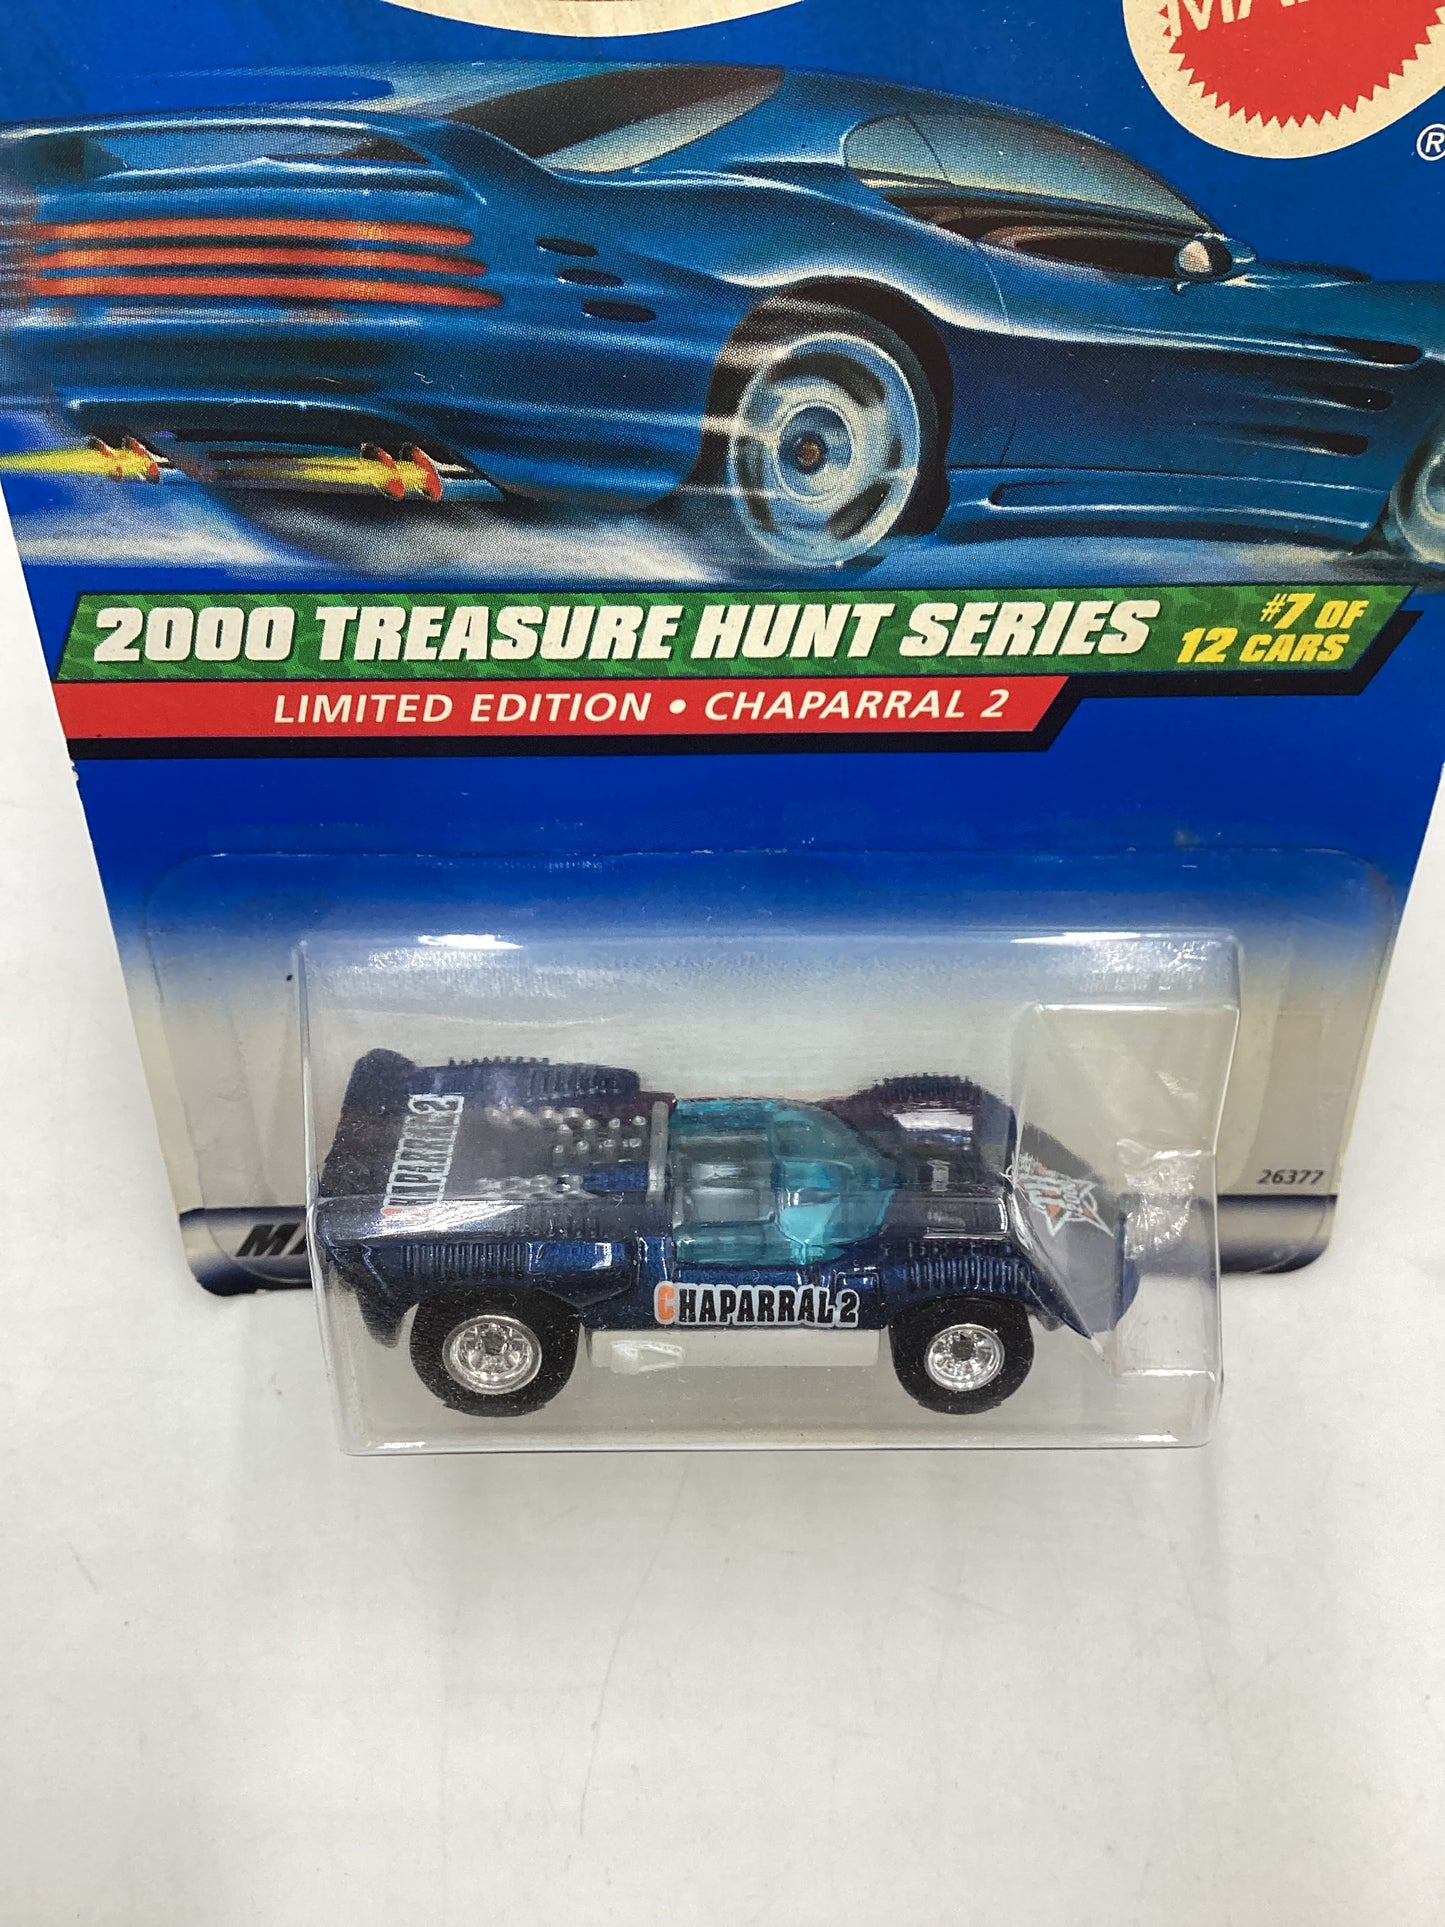 ®
2000 TREASURE HUNT SERIES
#7 OF
12 CARS
LIMITED EDITION • CHAPARRAL 2
26377
CHAPARRAL 2
CHAPARRAL 2